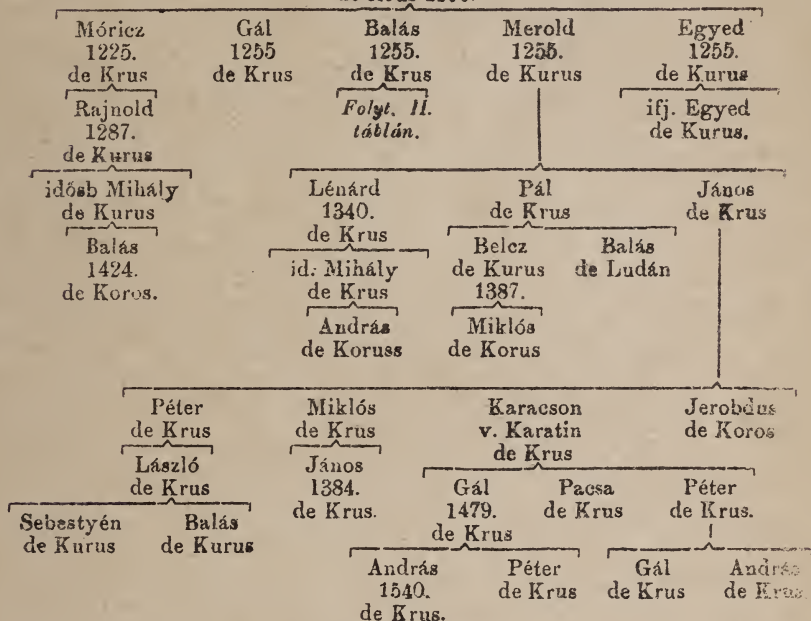 Móricz Gál Balás Merold Egyed
1225. 1255 1255. 1255. 1255.
de Krus de Krus de Krus de Kurus de Kurus
Rajnold Folyt. II. ifj. Egyed
1287. táblán. de Kurus.
de Kurus
idősb Mihály Lénárd Pál János
de Kurus 1340. de Krus de Krus
de Krus
Balás Belcz Balás
1424. id. Mihály de Kurus de Ludán
de Koros. de Krus 1387.
András Miklós
de Koruss de Korus
Péter Miklós Karacson Jerobdus
de Krus de Krus v. Karatin de Koros
de Krus
László János
de Krus 1384. Gál Pacsa Péter
de Krus. 1479. de Krus de Krus.
Sebestyén Balás de Krus
de Kurus de Kurus
András Péter Gál András
1540. de Krus de Krus de Krus.
de Krus.